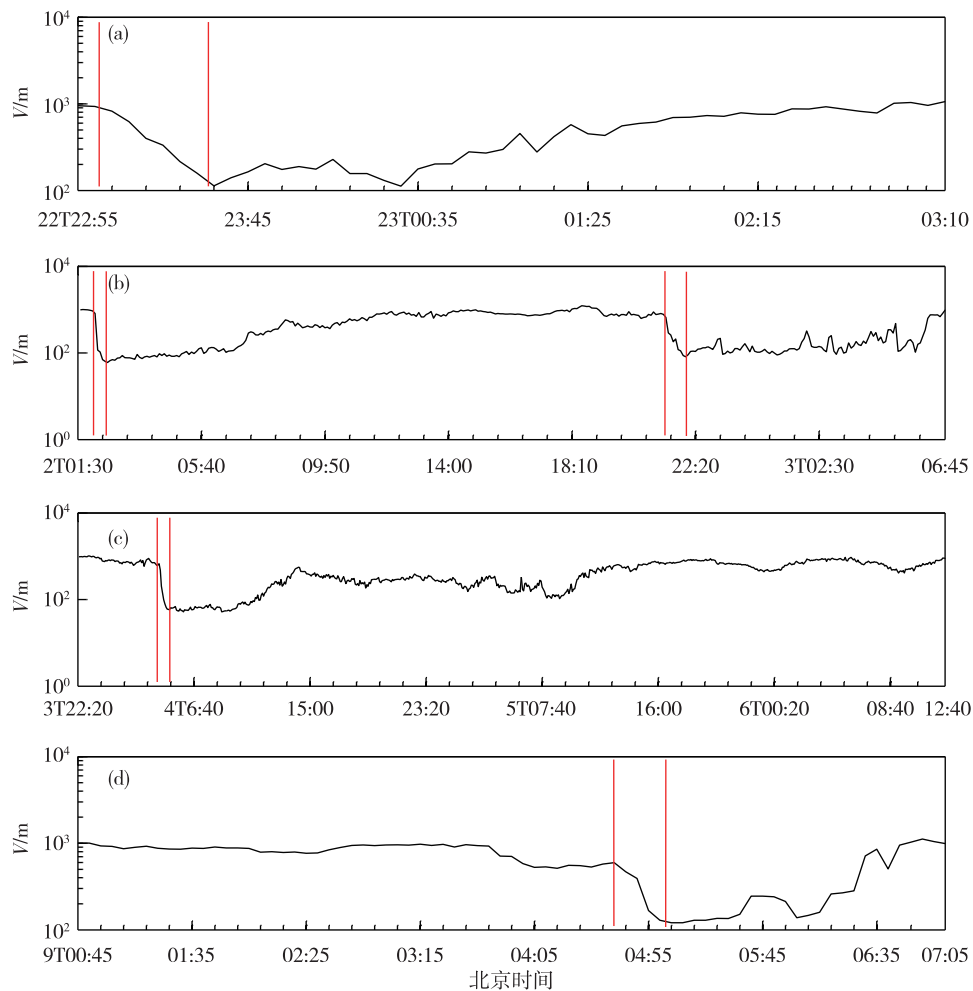 10⁴
(a)
10³
V/m
10²
22T22:55 23:45 23T00:35 01:25 02:15 03:10
10⁴
(b)
V/m
10²
10⁰
2T01:30 05:40 09:50 14:00 18:10 22:20 3T02:30 06:45
10⁴
(c)
V/m
10²
10⁰
3T22:20 4T6:40 15:00 23:20 5T07:40 16:00 6T00:20 08:40 12:40
10⁴
(d)
V/m
10³
10²
9T00:45 01:35 02:25 03:15 04:05 04:55 05:45 06:35 07:05
北京时间